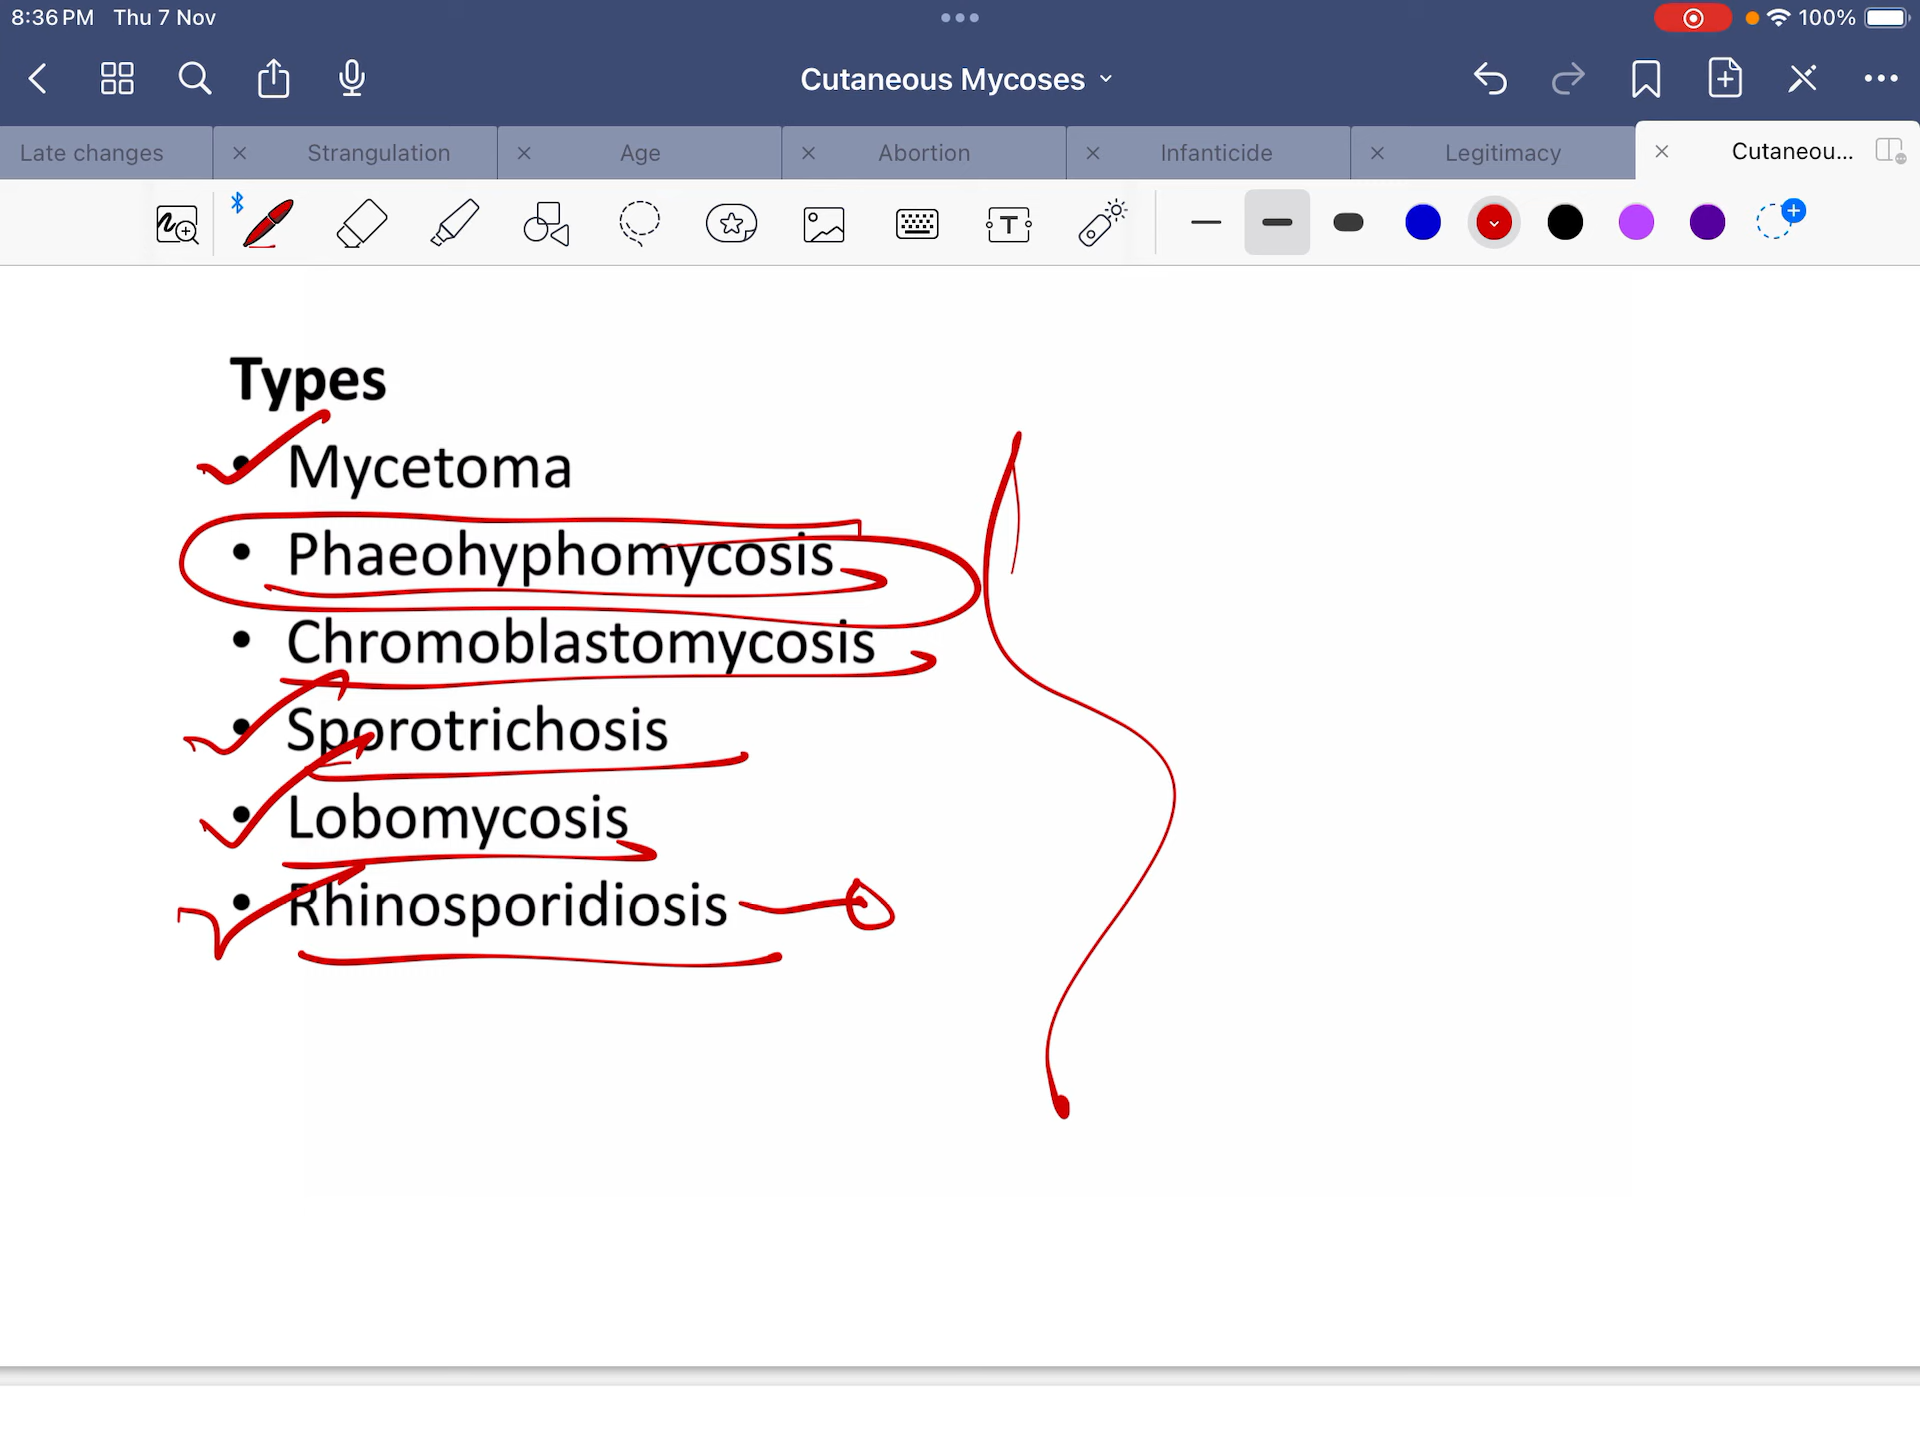 8:36 PM Thu 7 Nov
100%
Cutaneous Mycoses
Late changes
Strangulation
Age
Abortion
Infanticide
Legitimacy
Cutaneou...
T
Types
• Mycetoma
• Phaeohyphomycosis
• Chromoblastomycosis
• Sporotrichosis
• Lobomycosis
• Rhinosporidiosis